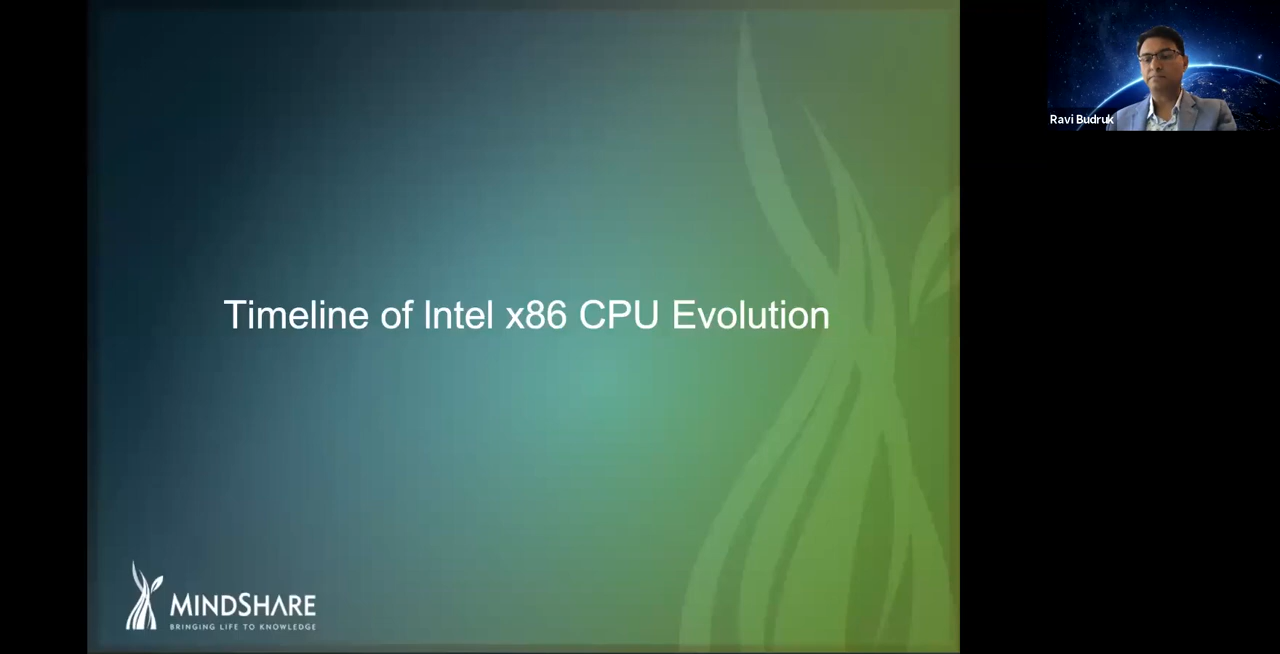 Ravi Budruk
Timeline of Intel x86 CPU Evolution
MINDSHARE
BRINGING LIFE TO KNOWLEDGE